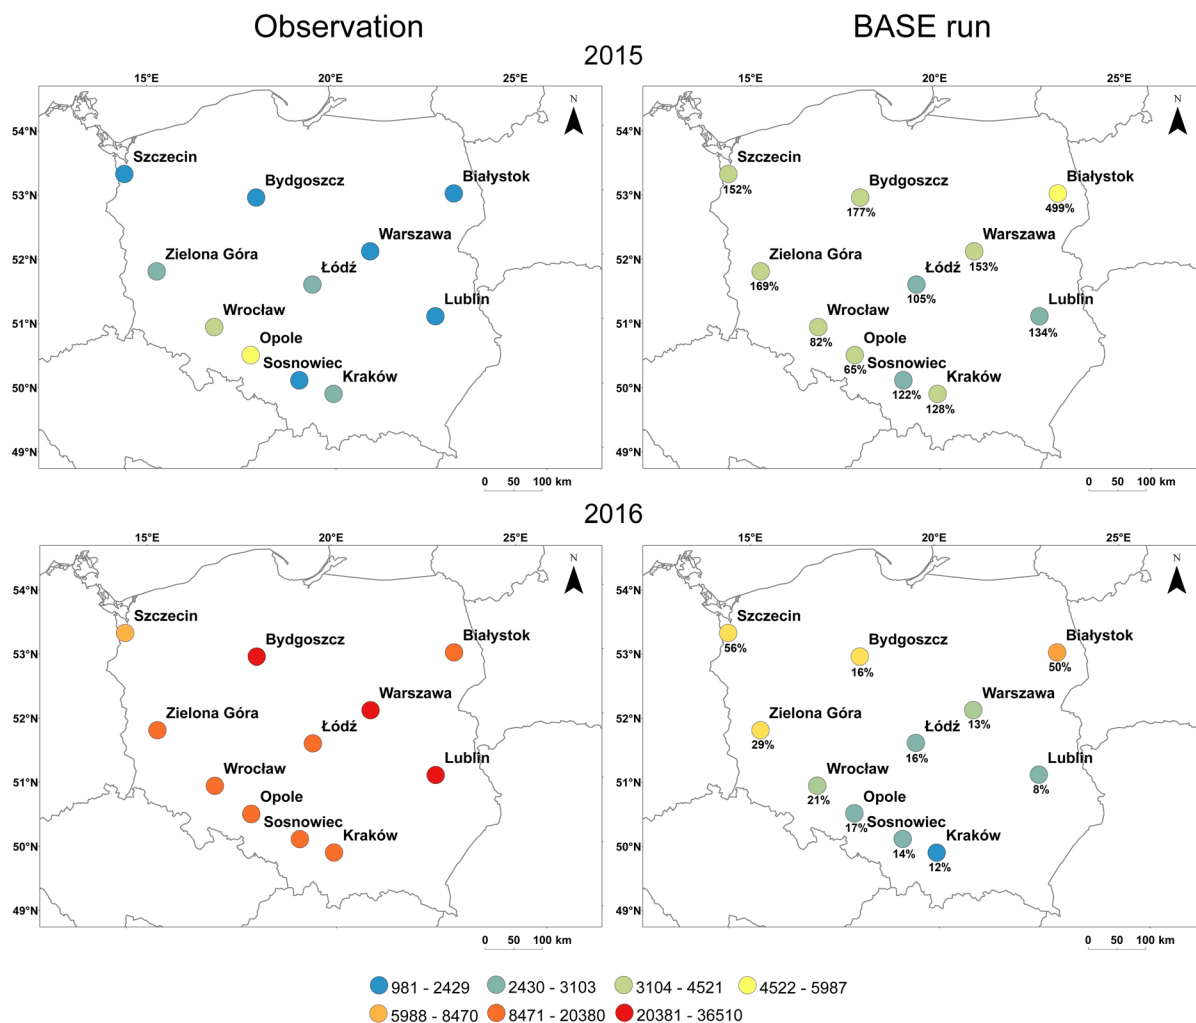 Observation BASE run
2015
15°E 20°E 25°E 15°E 20°E 25°E
N N
54°N 54°N
Szczecin Szczecin
Bydgoszcz Białystok Bydgoszcz Białystok
53°N 53°N
152% 177% 499%
Warszawa Warszawa
Zielona Góra Łódź Zielona Góra Łódź
52°N 52°N
153%
169% 105%
Lublin Lublin
Wrocław Wrocław
51°N 51°N
134%
82%
Opole Opole
Sosnowiec Sosnowiec
65%
Kraków Kraków
50°N 50°N
122% 128%
49°N 49°N
0 50 100 km 0 50 100 km
2016
15°E 20°E 25°E 15°E 20°E 25°E
N N
54°N 54°N
Szczecin Szczecin
Bydgoszcz Białystok Bydgoszcz Białystok
53°N 53°N
56% 16% 50%
Warszawa Warszawa
Zielona Góra Łódź Zielona Góra Łódź
52°N 52°N
13%
29% 16%
Lublin Lublin
Wrocław Wrocław
51°N 51°N
8%
21%
Opole Opole
Sosnowiec Sosnowiec
17%
Kraków Kraków
50°N 50°N
14% 12%
49°N 49°N
0 50 100 km 0 50 100 km
981 - 2429 2430 - 3103 3104 - 4521 4522 - 5987
5988 - 8470 8471 - 20380 20381 - 36510